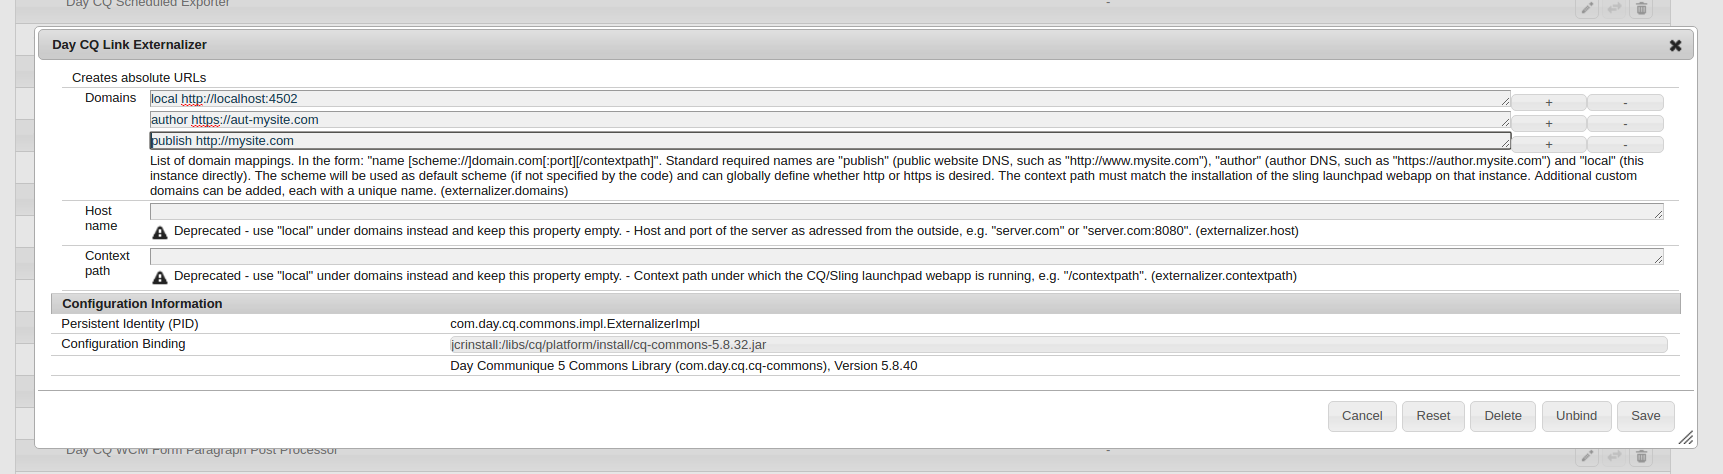 Day CQ Scheduled Exporter -
Day CQ Link Externalizer
Creates absolute URLs
Domains local http://localhost:4502 + -
author https://aut-mysite.com + -
publish http://mysite.com + -
List of domain mappings. In the form: "name [scheme://]domain.com[:port][/contextpath]". Standard required names are "publish" (public website DNS, such as "http://www.mysite.com"), "author" (author DNS, such as "https://author.mysite.com") and "local" (this
instance directly). The scheme will be used as default scheme (if not specified by the code) and can globally define whether http or https is desired. The context path must match the installation of the sling launchpad webapp on that instance. Additional custom
domains can be added, each with a unique name. (externalizer.domains)
Host
name
Deprecated - use "local" under domains instead and keep this property empty. - Host and port of the server as adressed from the outside, e.g. "server.com" or "server.com:8080". (externalizer.host)
Context
path
Deprecated - use "local" under domains instead and keep this property empty. - Context path under which the CQ/Sling launchpad webapp is running, e.g. "/contextpath". (externalizer.contextpath)
Configuration Information
Persistent Identity (PID) com.day.cq.commons.impl.ExternalizerImpl
Configuration Binding jcrinstall:/libs/cq/platform/install/cq-commons-5.8.32.jar
Day Communique 5 Commons Library (com.day.cq.cq-commons), Version 5.8.40
Cancel Reset Delete Unbind Save
Day CQ WCM Form Paragraph Post Processor -